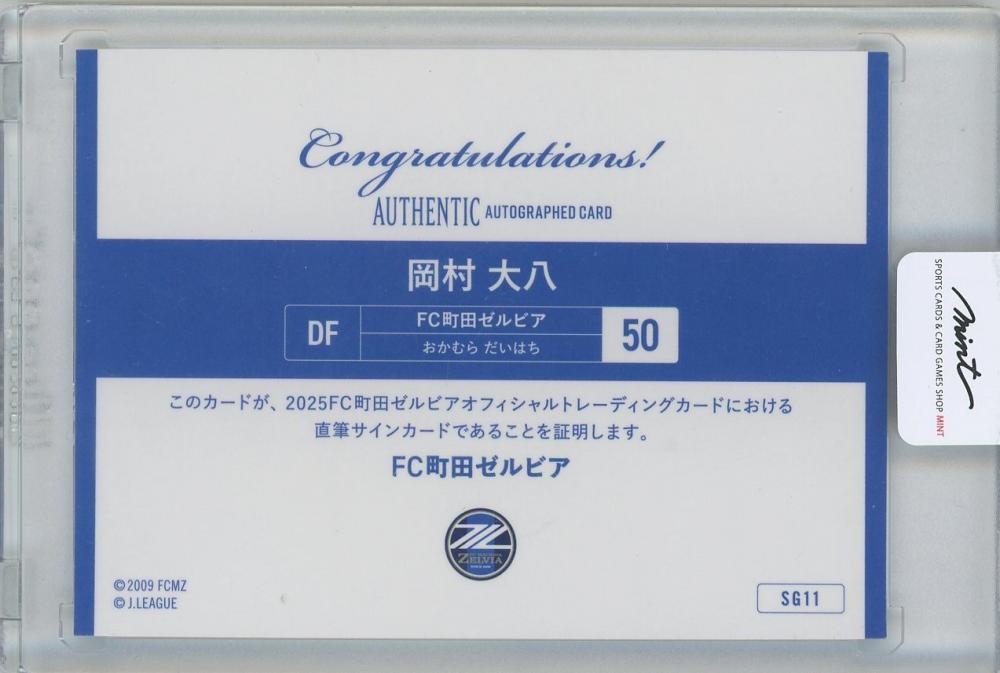 Congratulations!
AUTHENTIC AUTOGRAPHED CARD
岡村 大八
DF
FC町田ゼルビア
おかむら だいはち
50
このカードが、2025FC町田ゼルビアオフィシャルトレーディングカードにおける
直筆サインカードであることを証明します。
FC町田ゼルビア
ZELVIA
©2009 FCMZ
© J.LEAGUE
SG11
mint
SPORTS CARDS & CARD GAMES SHOP MINT